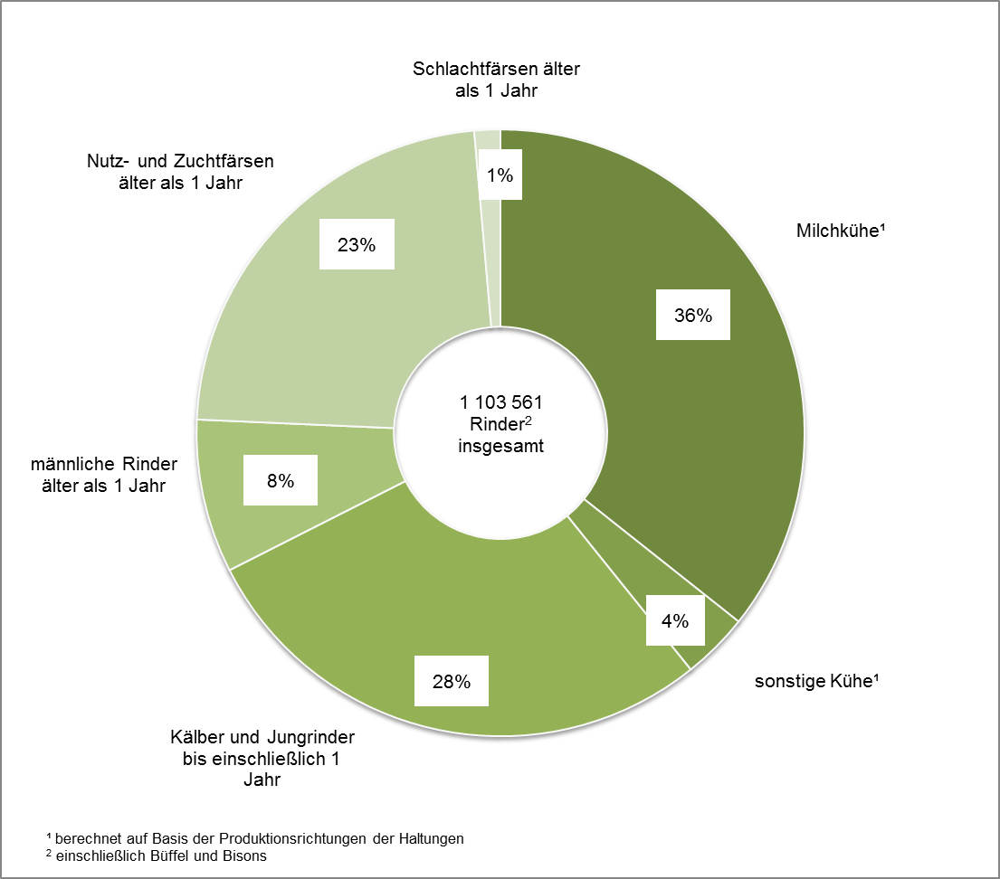 Schlachtfärsen älter
als 1 Jahr
Nutz- und Zuchtfärsen
älter als 1 Jahr
1%
23%
Milchkühe¹
36%
1 103 561
Rinder²
insgesamt
männliche Rinder
älter als 1 Jahr
8%
4%
28%
sonstige Kühe¹
Kälber und Jungrinder
bis einschließlich 1
Jahr
¹ berechnet auf Basis der Produktionsrichtungen der Haltungen
² einschließlich Büffel und Bisons